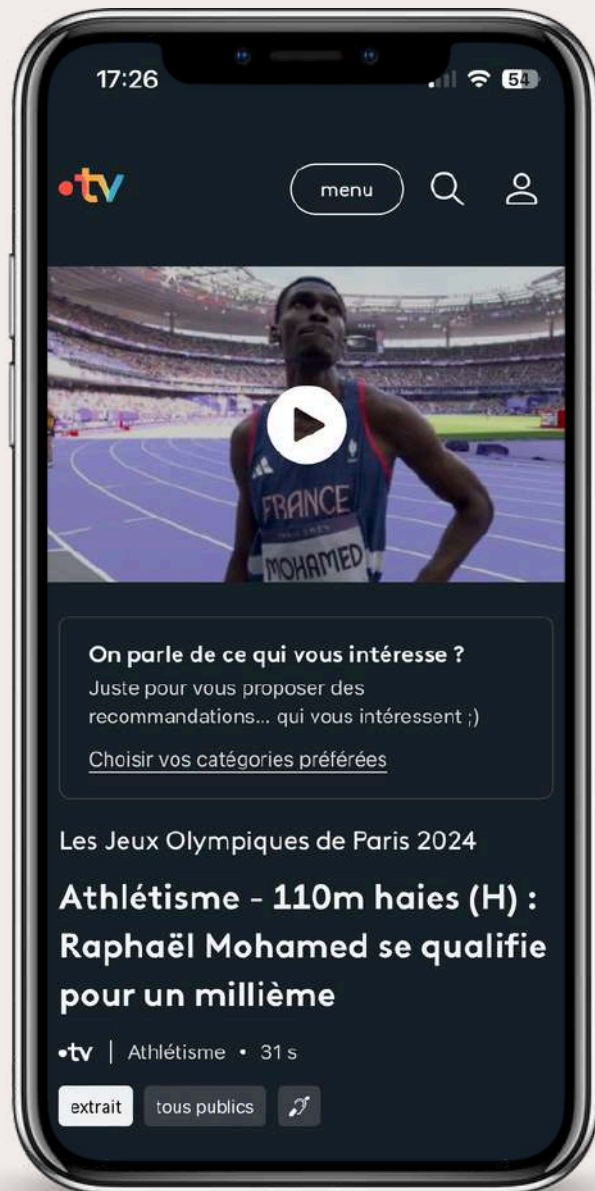 17:26
54
tv
menu
FRANCE
PARIS 2024
MOHAMED
On parle de ce qui vous intéresse ?
Juste pour vous proposer des
recommandations... qui vous intéressent ;)
Choisir vos catégories préférées
Les Jeux Olympiques de Paris 2024
Athlétisme - 110m haies (H) :
Raphaël Mohamed se qualifie
pour un millième
•tv | Athlétisme • 31 s
extrait tous publics